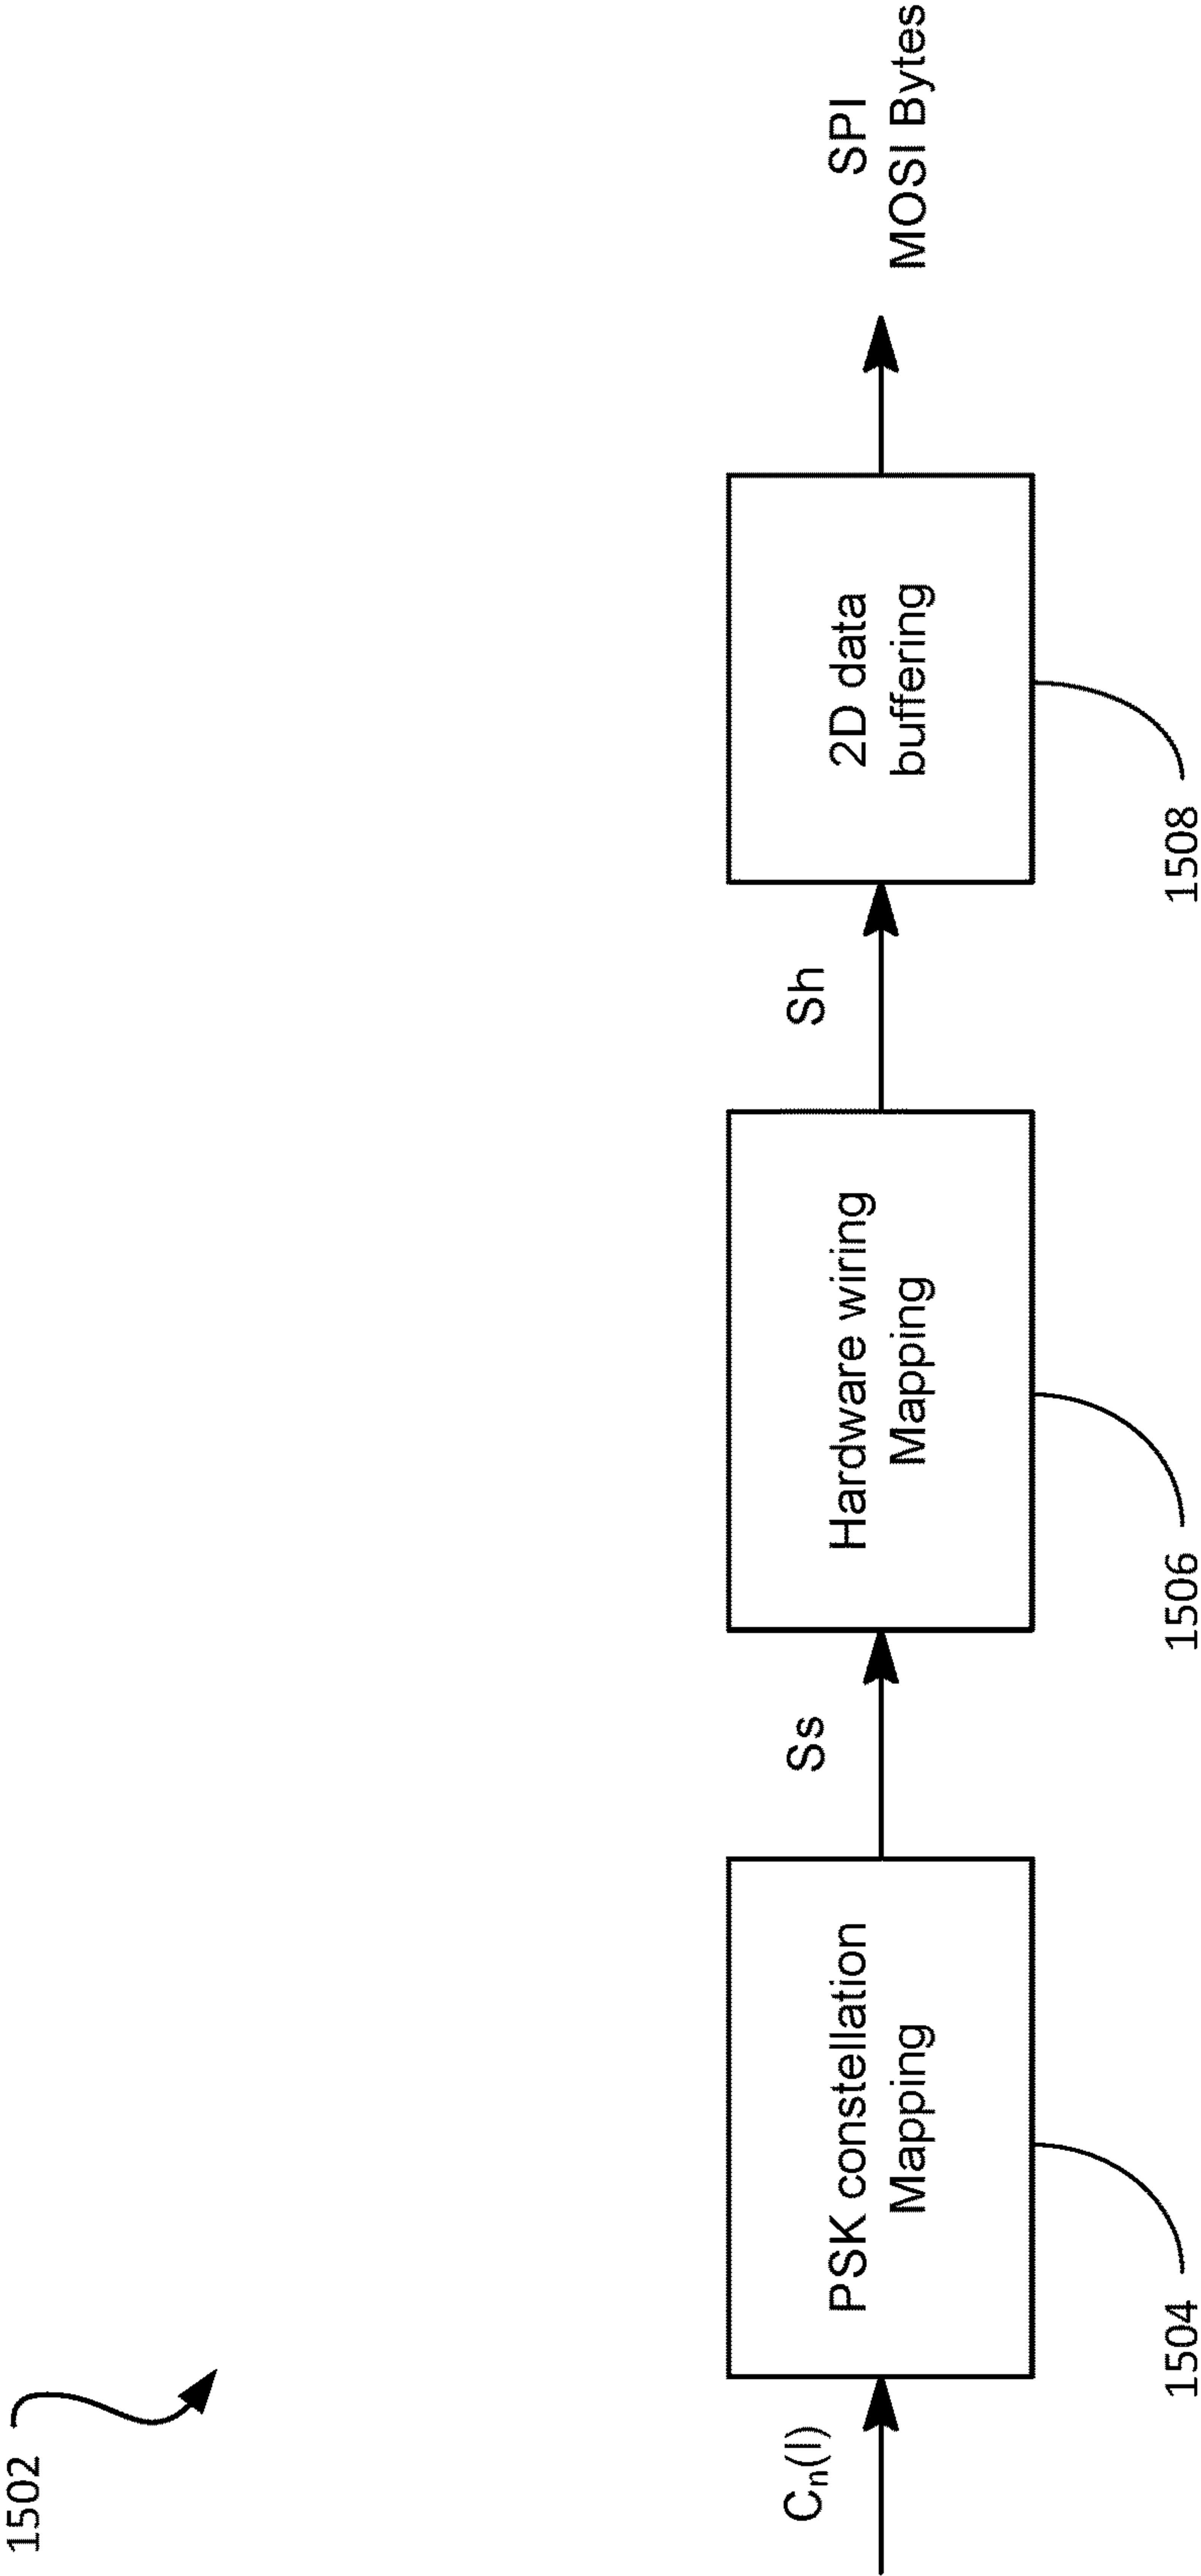 1502
Cn(l)
PSK constellation
Mapping
1504
Ss
Hardware wiring
Mapping
1506
Sh
2D data
buffering
1508
SPI
MOSI Bytes